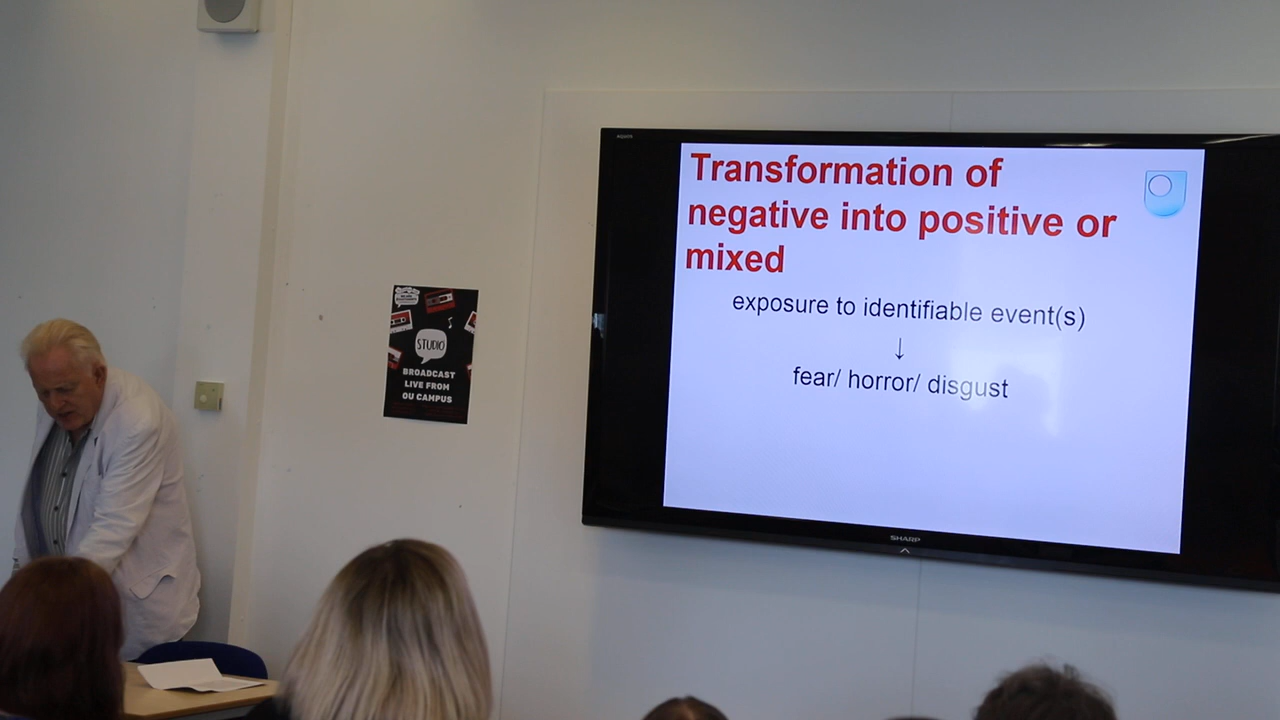 Transformation of
negative into positive or
mixed
exposure to identifiable event(s)
↓
fear/ horror/ disgust
SHARP
STUDIO
BROADCAST
LIVE FROM
OU CAMPUS